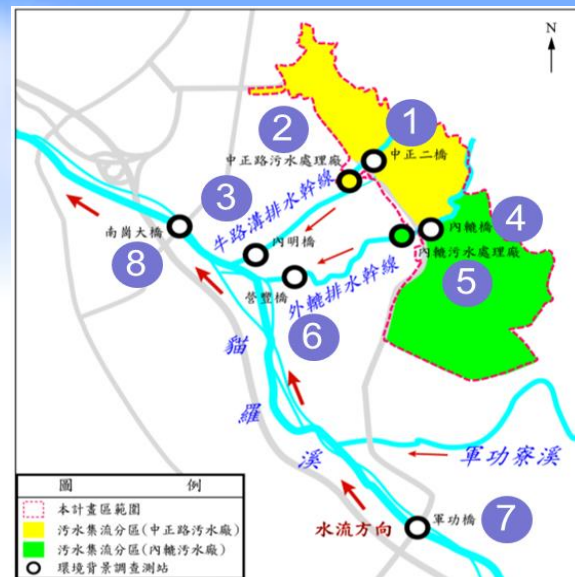 N
1
2
中正路污水處理廠
中正二橋
3
牛路溝排水幹線
南崗大橋
內明橋
內轆橋
4
內轆污水處理廠
8
營豐橋
外轆排水幹線
5
6
貓羅溪
軍功寮溪
水流方向
軍功橋
7
圖 例
本計畫區範圍
污水集流分區(中正路污水廠)
污水集流分區(內轆污水廠)
環境背景調查測站